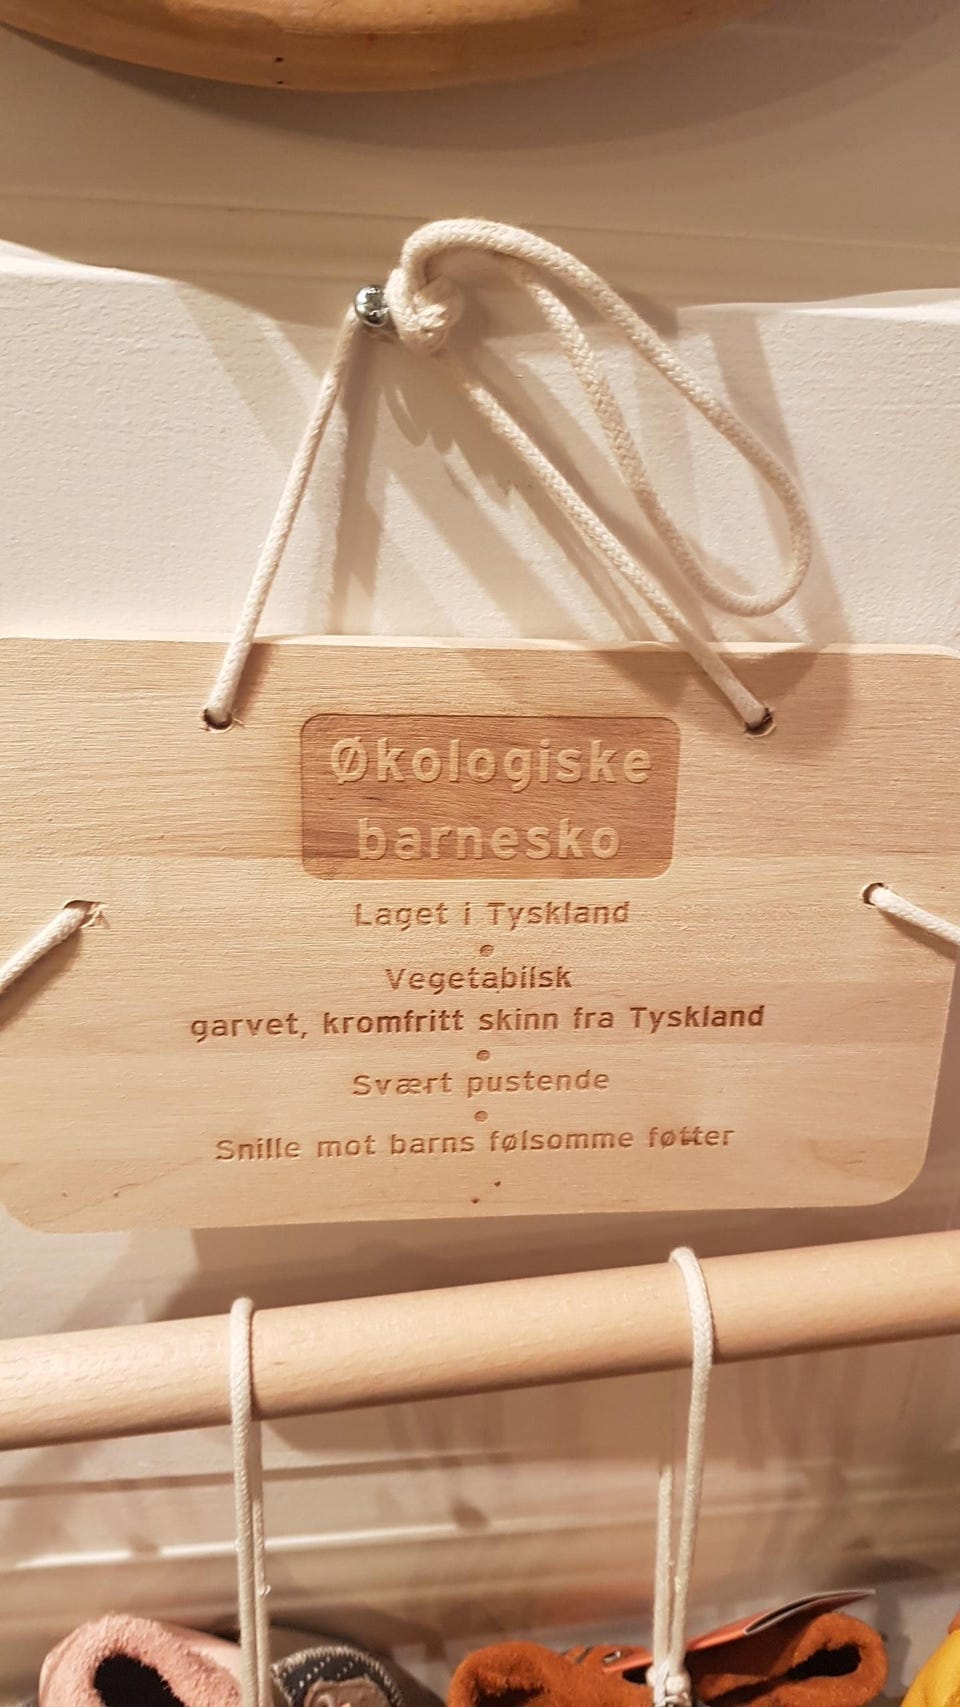 Økologiske
barnesko
Laget i Tyskland
•
Vegetabilsk
garvet, kromfritt skinn fra Tyskland
•
Svært pustende
•
Snille mot barns følsomme føtter